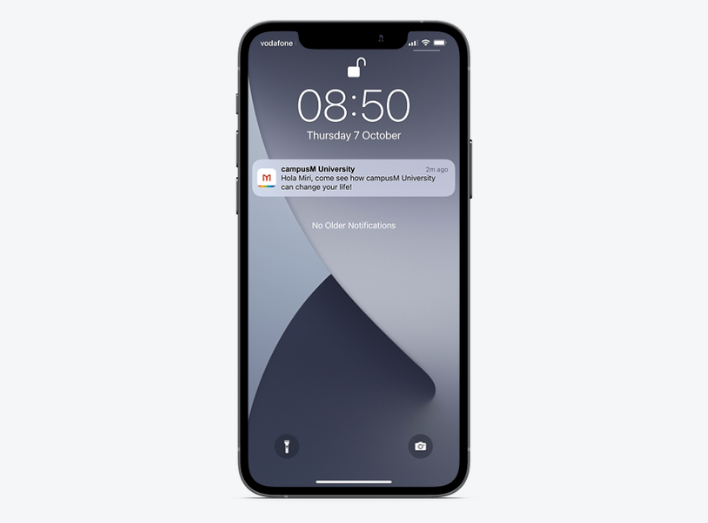 vodafone
08:50
Thursday 7 October
campusM University 2m ago
Hola Miri, come see how campusM University
can change your life!
No Older Notifications